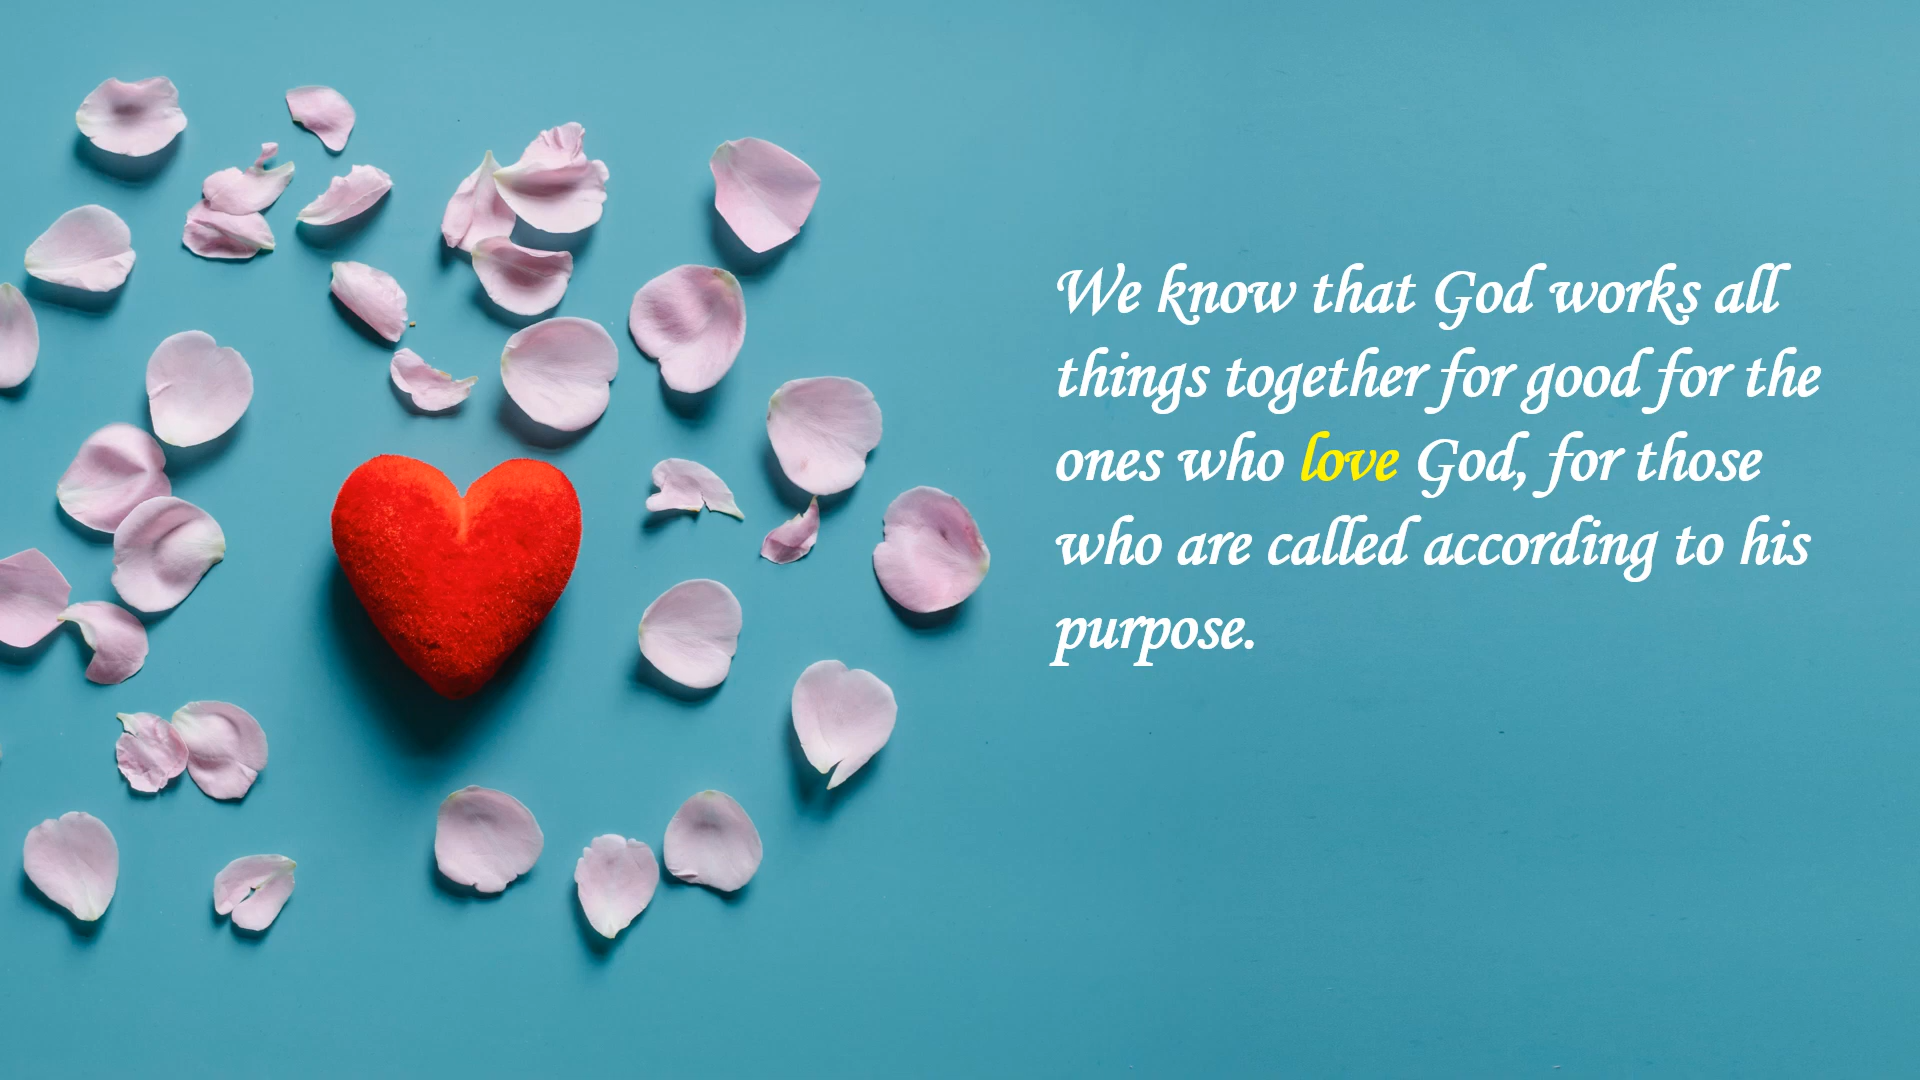 We know that God works all
things together for good for the
ones who love God, for those
who are called according to his
purpose.